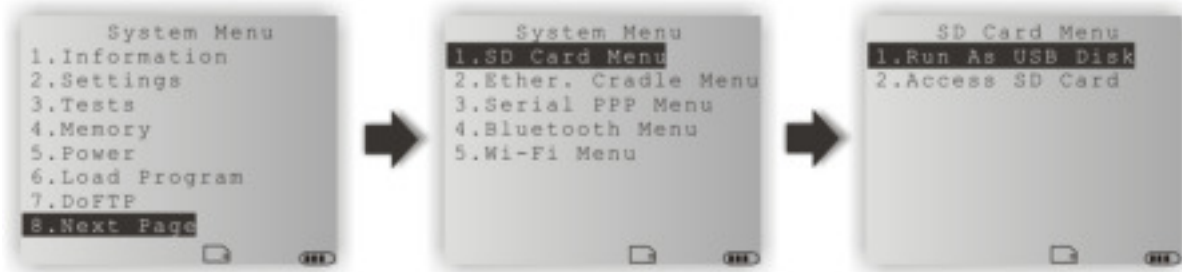 System Menu
1.Information
2.Settings
3.Tests
4.Memory
5.Power
6.Load Program
7.DoFTP
8.Next Page
System Menu
1.SD Card Menu
2.Ether. Cradle Menu
3.Serial PPP Menu
4.Bluetooth Menu
5.Wi-Fi Menu
SD Card Menu
1.Run As USB Disk
2.Access SD Card